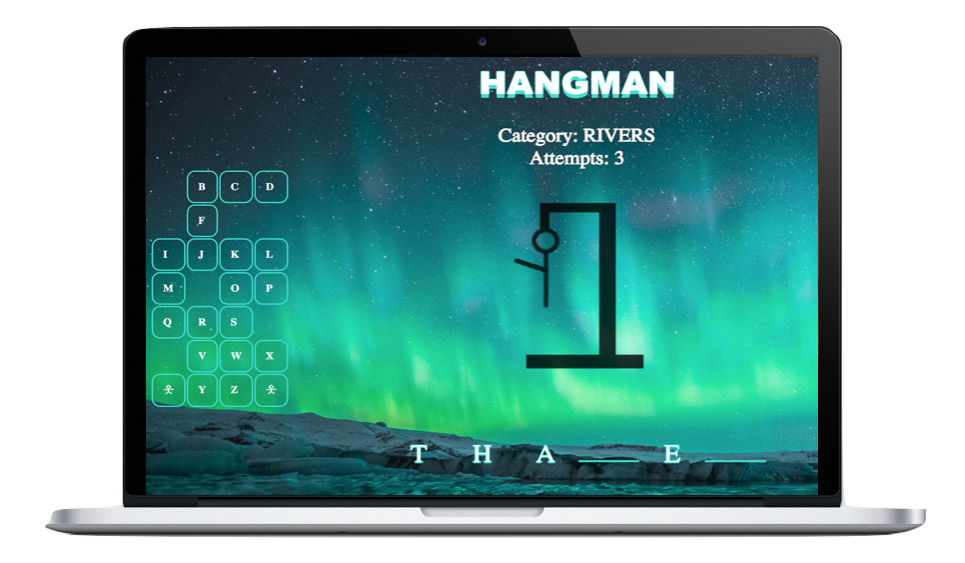 HANGMAN
Category: RIVERS
Attempts: 3
B C D
F
I J K L
M O P
Q R S
V W X
Y Z
T H A _ E _